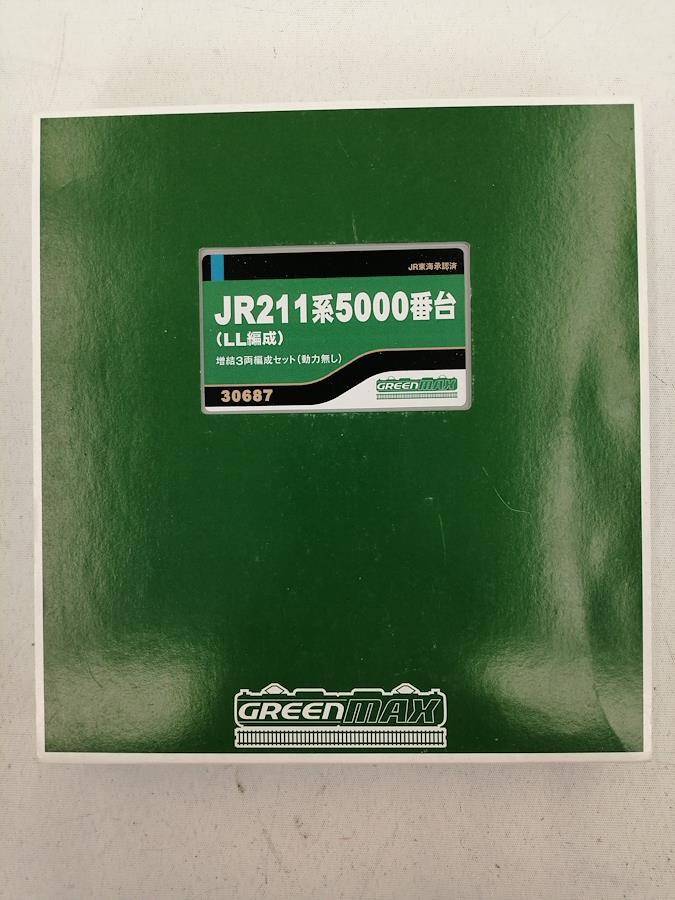 JR東海承認済
JR211系5000番台
(LL編成)
増結3両編成セット(動力無し)
30687
GREENMAX
GREENMAX